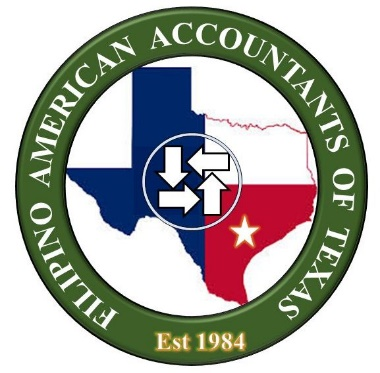 FILIPINO AMERICAN ACCOUNTANTS OF TEXAS
Est 1984